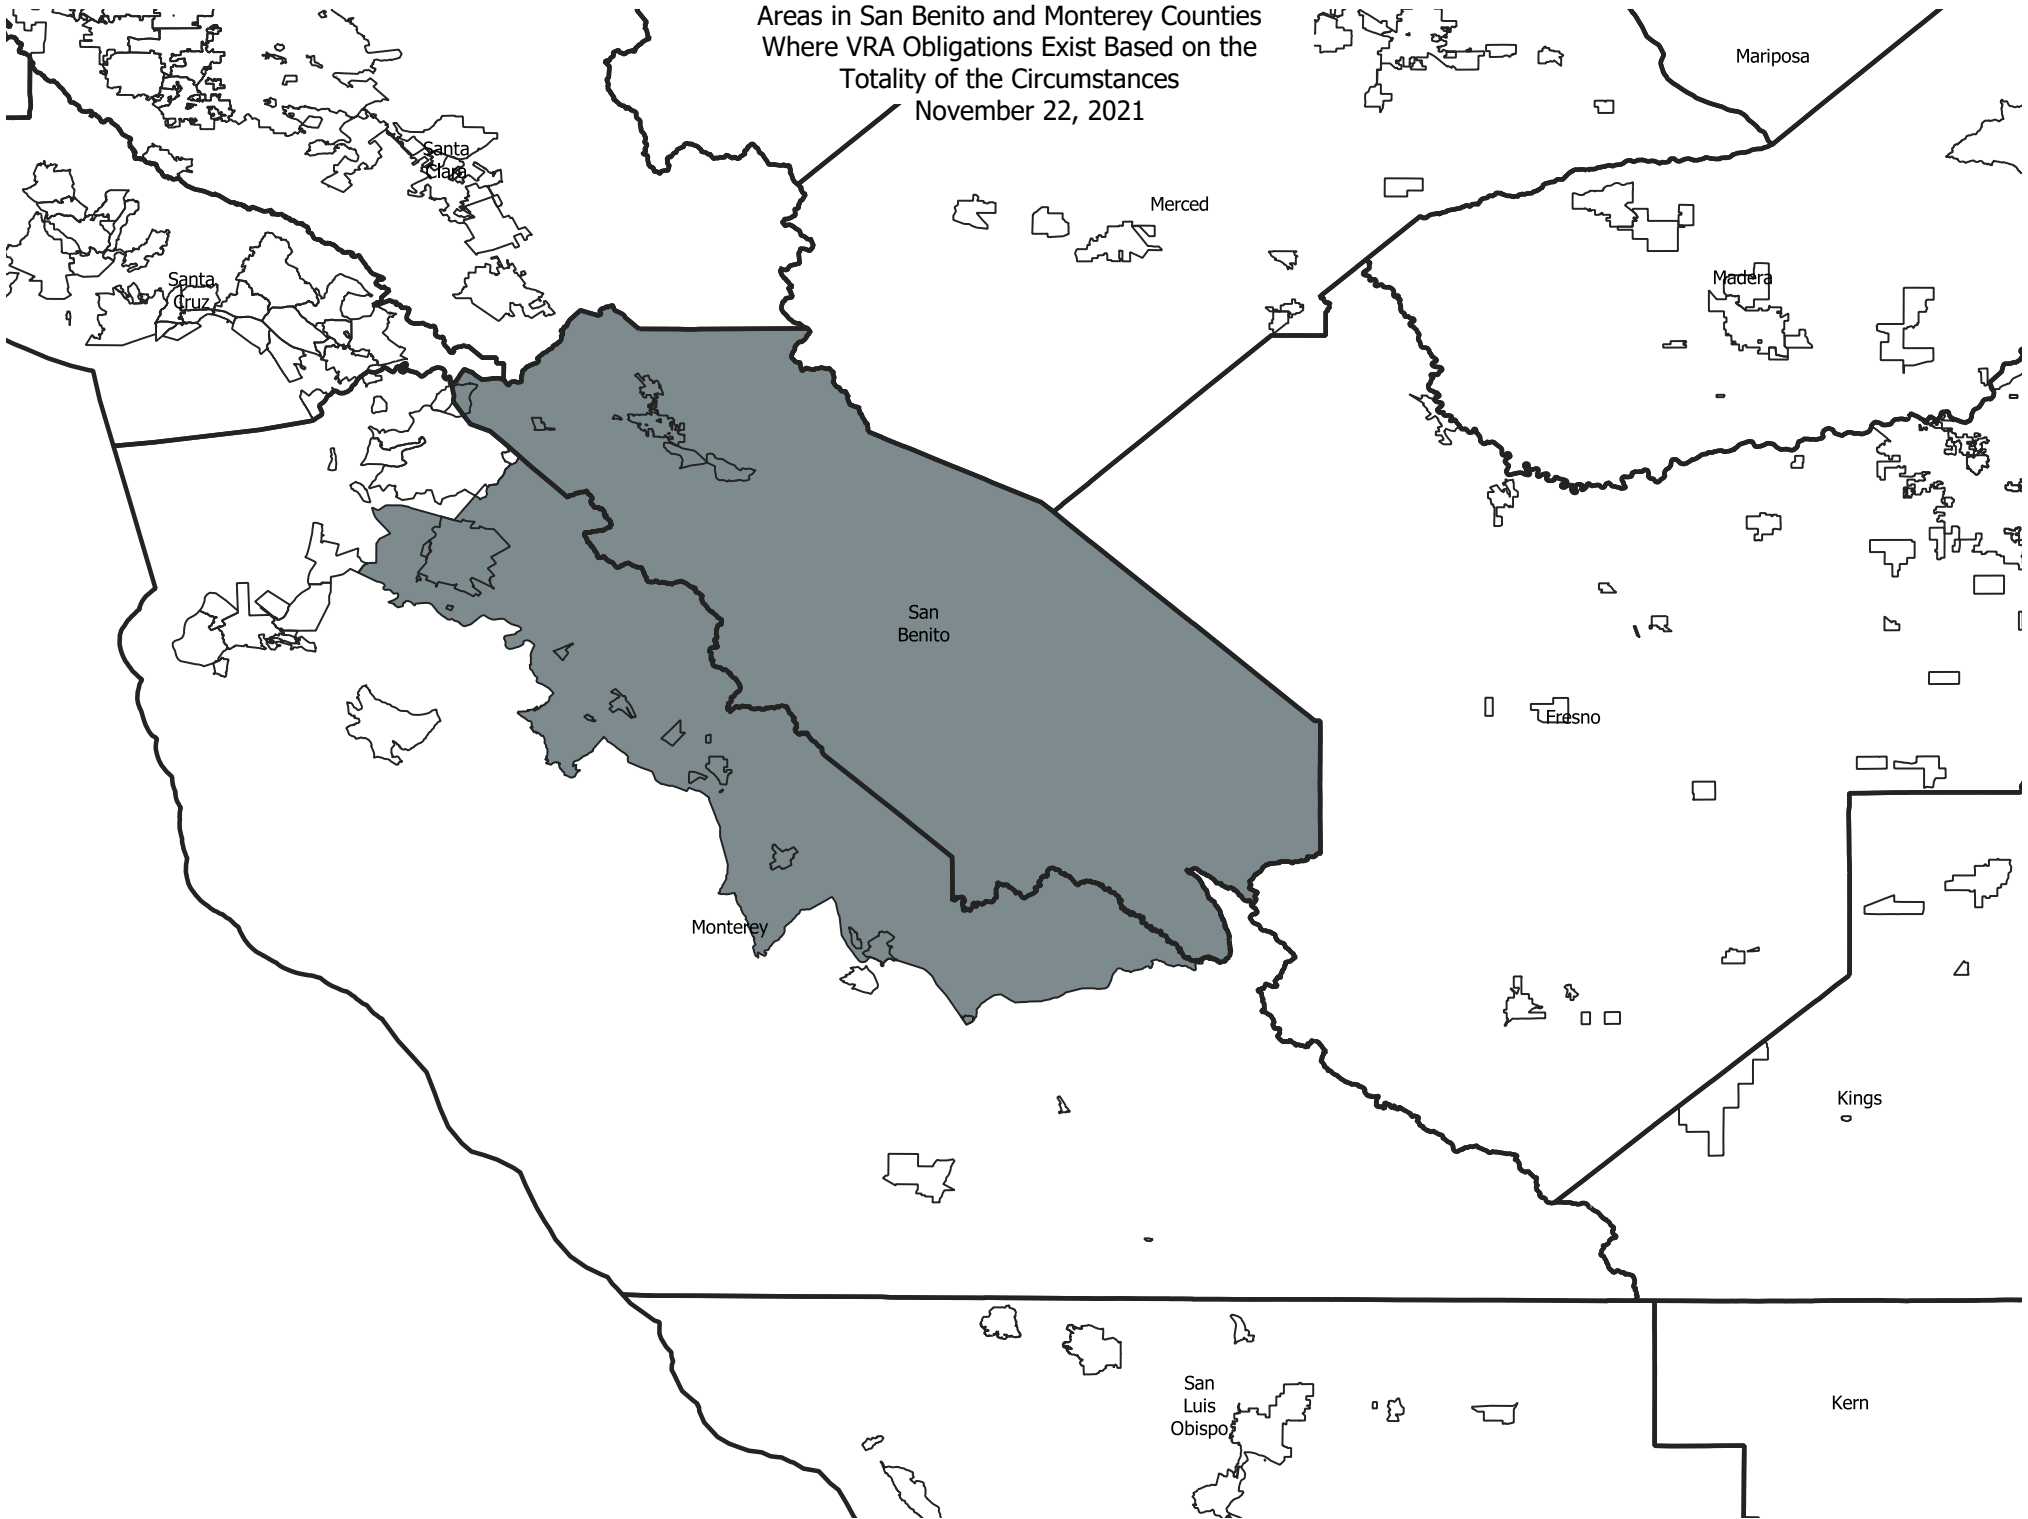 Areas in San Benito and Monterey Counties
Where VRA Obligations Exist Based on the
Totality of the Circumstances
November 22, 2021
Mariposa
Santa
Clara
Merced
Santa
Cruz
Madera
San
Benito
Fresno
Monterey
Kings
San
Luis
Obispo
Kern